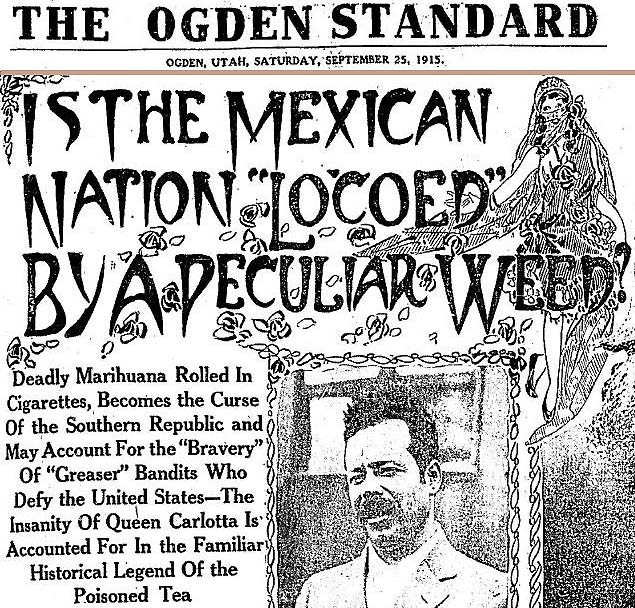 THE OGDEN STANDARD
OGDEN, UTAH, SATURDAY, SEPTEMBER 25, 1915.
IS THE MEXICAN
NATION "LOCOED"
BY A PECULIAR WEED?
Deadly Marihuana Rolled In
Cigarettes, Becomes the Curse
Of the Southern Republic and
May Account For the "Bravery"
Of "Greaser" Bandits Who
Defy the United States—The
Insanity Of Queen Carlotta Is
Accounted For In the Familiar
Historical Legend Of the
Poisoned Tea